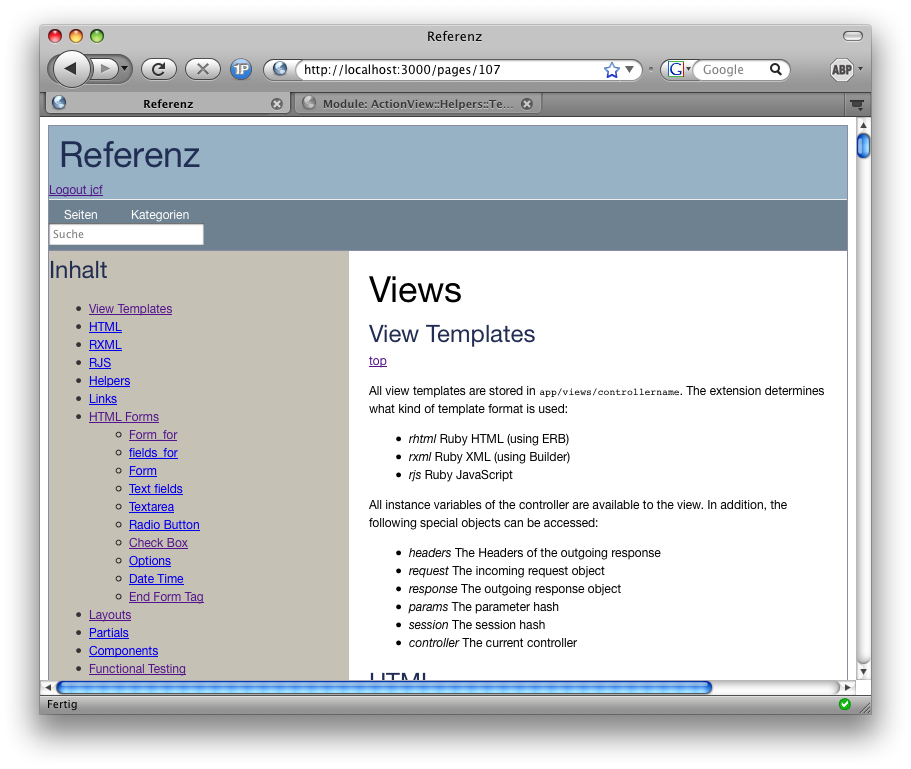 Referenz
1P
http://localhost:3000/pages/107
G
Google
ABP
Referenz
Module: ActionView::Helpers::Te...
Referenz
Logout jcf
Seiten Kategorien
Suche
Inhalt
View Templates
HTML
RXML
RJS
Helpers
Links
HTML Forms
Form_for
fields_for
Form
Text fields
Textarea
Radio Button
Check Box
Options
Date Time
End Form Tag
Layouts
Partials
Components
Functional Testing
Views
View Templates
top
All view templates are stored in app/views/controllername. The extension determines
what kind of template format is used:
rhtml Ruby HTML (using ERB)
rxml Ruby XML (using Builder)
rjs Ruby JavaScript
All instance variables of the controller are available to the view. In addition, the
following special objects can be accessed:
headers The Headers of the outgoing response
request The incoming request object
response The outgoing response object
params The parameter hash
session The session hash
controller The current controller
HTML
Fertig